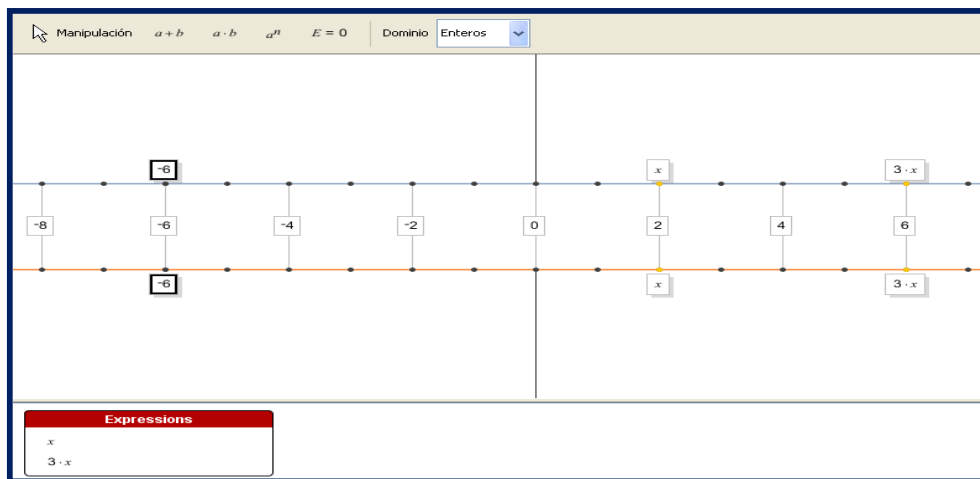 Manipulación a + b a · b aⁿ E = 0 Dominio Enteros
-6 x 3 · x
-8 -6 -4 -2 0 2 4 6
-6 x 3 · x
Expressions
x
3 · x